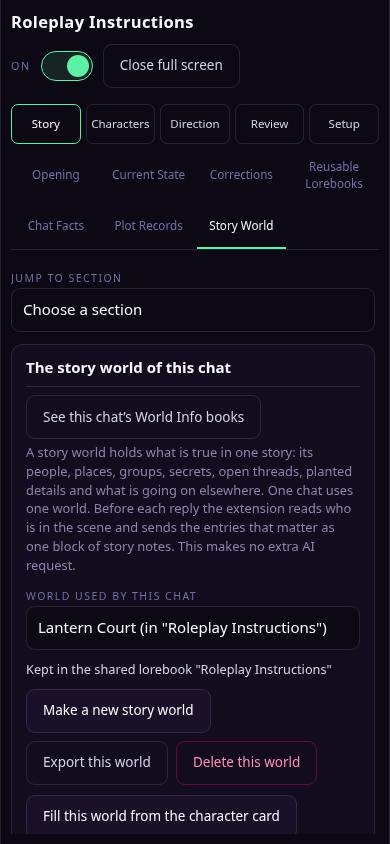 Roleplay Instructions
ON
Close full screen
Story
Characters
Direction
Review
Setup
Opening
Current State
Corrections
Reusable
Lorebooks
Chat Facts
Plot Records
Story World
JUMP TO SECTION
Choose a section
The story world of this chat
See this chat's World Info books
A story world holds what is true in one story: its
people, places, groups, secrets, open threads, planted
details and what is going on elsewhere. One chat uses
one world. Before each reply the extension reads who
is in the scene and sends the entries that matter as
one block of story notes. This makes no extra AI
request.
WORLD USED BY THIS CHAT
Lantern Court (in "Roleplay Instructions")
Kept in the shared lorebook "Roleplay Instructions"
Make a new story world
Export this world
Delete this world
Fill this world from the character card